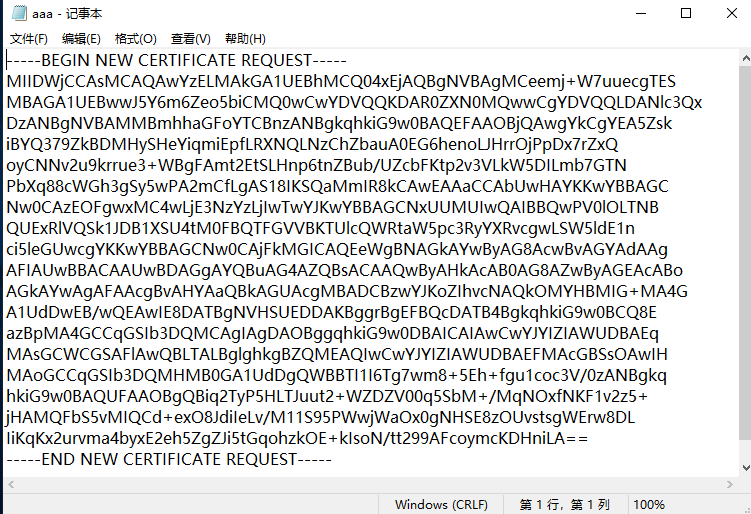 aaa - 记事本
文件(F) 编辑(E) 格式(O) 查看(V) 帮助(H)
-----BEGIN NEW CERTIFICATE REQUEST-----
MIIDWjCCAsMCAQAwYzELMAkGA1UEBhMCQ04xEjAQBgNVBAgMCeemj+W7uuecgTES
MBAGA1UEBwwJ5Y6m6Zeo5biCMQ0wCwYDVQQKDAR0ZXN0MQwwCgYDVQQLDANlc3Qx
DzANBgNVBAMMBmhhaGFoYTCBnzANBgkqhkiG9w0BAQEFAAOBjQAwgYkCgYEA5Zsk
iBYQ379ZkBDMHySHeYiqmiEpfLRXNQLNzChZbauA0EG6henoLJHrrOjPpDx7rZxQ
oyCNNv2u9krrue3+WBgFAmt2EtSLHnp6tnZBub/UZcbFKtp2v3VLkW5DILmb7GTN
PbXq88cWGh3gSy5wPA2mCfLgAS18IKSQaMmIR8kCAwEAAaCCAbUwHAYKKwYBBAGC
Nw0CAzEOFgwxMC4wLjE3NzYzLjIwTwYJKwYBBAGCNxUUMUIwQAIBBQwPV0lOLTNB
QUExRlVQSk1JDB1XSU4tM0FBQTFGVVBKTUlcQWRtaW5pc3RyYXRvcgwLSW5ldE1n
ci5leGUwcgYKKwYBBAGCNw0CAjFkMGICAQEeWgBNAGkAYwByAG8AcwBvAGYAdAAg
AFIAUwBBACAAUwBDAGgAYQBuAG4AZQBsACAAQwByAHkAcAB0AG8AZwByAGEAcABo
AGkAYwAgAFAAcgBvAHYAaQBkAGUAcgMBADCBzwYJKoZIhvcNAQkOMYHBMIG+MA4G
A1UdDwEB/wQEAwIE8DATBgNVHSUEDDAKBggrBgEFBQcDATB4BgkqhkiG9w0BCQ8E
azBpMA4GCCqGSIb3DQMCAgIAgDAOBggqhkiG9w0DBAICAIAwCwYJYIZIAWUDBAEq
MAsGCWCGSAFlAwQBLTALBglghkgBZQMEAQIwCwYJYIZIAWUDBAEFMAcGBSsOAwIH
MAoGCCqGSIb3DQMHMB0GA1UdDgQWBBTI1I6Tg7wm8+5Eh+fgu1coc3V/0zANBgkq
hkiG9w0BAQUFAAOBgQBiq2TyP5HLTJuut2+WZDZV00q5SbM+/MqNOxfNKF1v2z5+
jHAMQFbS5vMIQCd+exO8JdiIeLv/M11S95PWwjWaOx0gNHSE8zOUvstsgWErw8DL
IiKqKx2urvma4byxE2eh5ZgZJi5tGqohzkOE+kIsoN/tt299AFcoymcKDHniLA==
-----END NEW CERTIFICATE REQUEST-----
Windows (CRLF) 第 1 行，第 1 列 100%